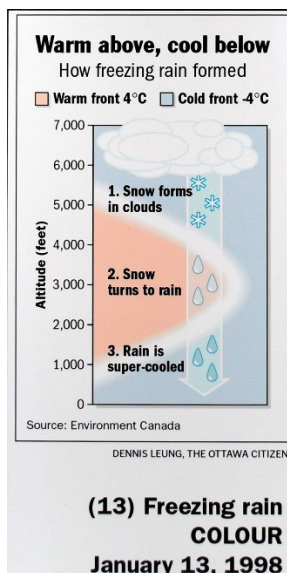 Warm above, cool below
How freezing rain formed
Warm front 4°C Cold front -4°C
7,000
6,000
5,000
4,000
3,000
2,000
1,000
0
Altitude (feet)
1. Snow forms
in clouds
2. Snow
turns to rain
3. Rain is
super-cooled
Source: Environment Canada
DENNIS LEUNG, THE OTTAWA CITIZEN
(13) Freezing rain
COLOUR
January 13, 1998